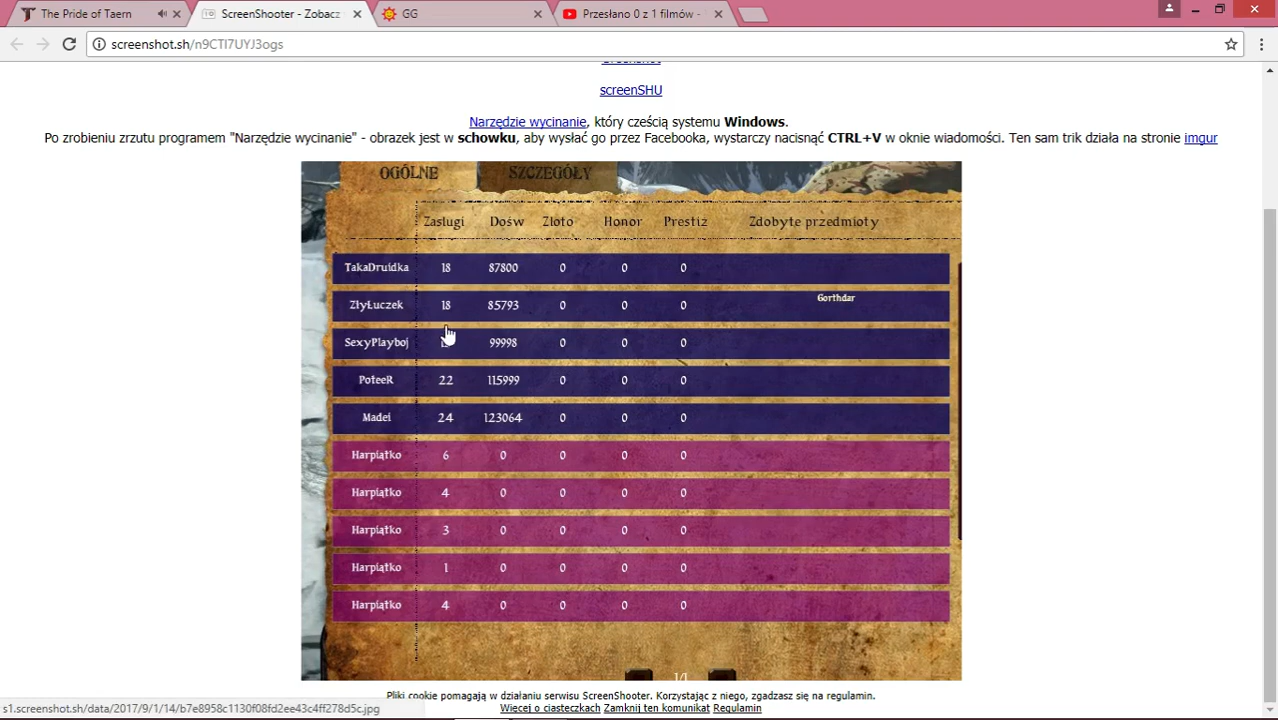 The Pride of Taern
ScreenShooter - Zobacz
GG
Przesłano 0 z 1 filmów -
screenshot.sh/n9CTI7UYJ3ogs
screenSHU
Narzędzie wycinanie, który cześcią systemu Windows.
Po zrobieniu zrzutu programem "Narzędzie wycinanie" - obrazek jest w schowku, aby wysłać go przez Facebooka, wystarczy nacisnąć CTRL+V w oknie wiadomości. Ten sam trik działa na stronie imgur
OGÓLNE SZCZEGÓŁY
Zasługi Dośw Złoto Honor Prestiż Zdobyte przedmioty
TakaDruidka 18 87800 0 0 0
ZłyŁuczek 18 85793 0 0 0 Gorthdar
SexyPlayboj 99998 0 0 0
PoteeR 22 115999 0 0 0
Madei 24 123064 0 0 0
Harpiątko 6 0 0 0 0
Harpiątko 4 0 0 0 0
Harpiątko 3 0 0 0 0
Harpiątko 1 0 0 0 0
Harpiątko 4 0 0 0 0
1/1
Pliki cookie pomagają w działaniu serwisu ScreenShooter. Korzystając z niego, zgadzasz się na regulamin.
Więcej o ciasteczkach Zamknij ten komunikat Regulamin
s1.screenshot.sh/data/2017/9/1/14/b7e8958c1130f08fd2ee43c4ff278d5c.jpg